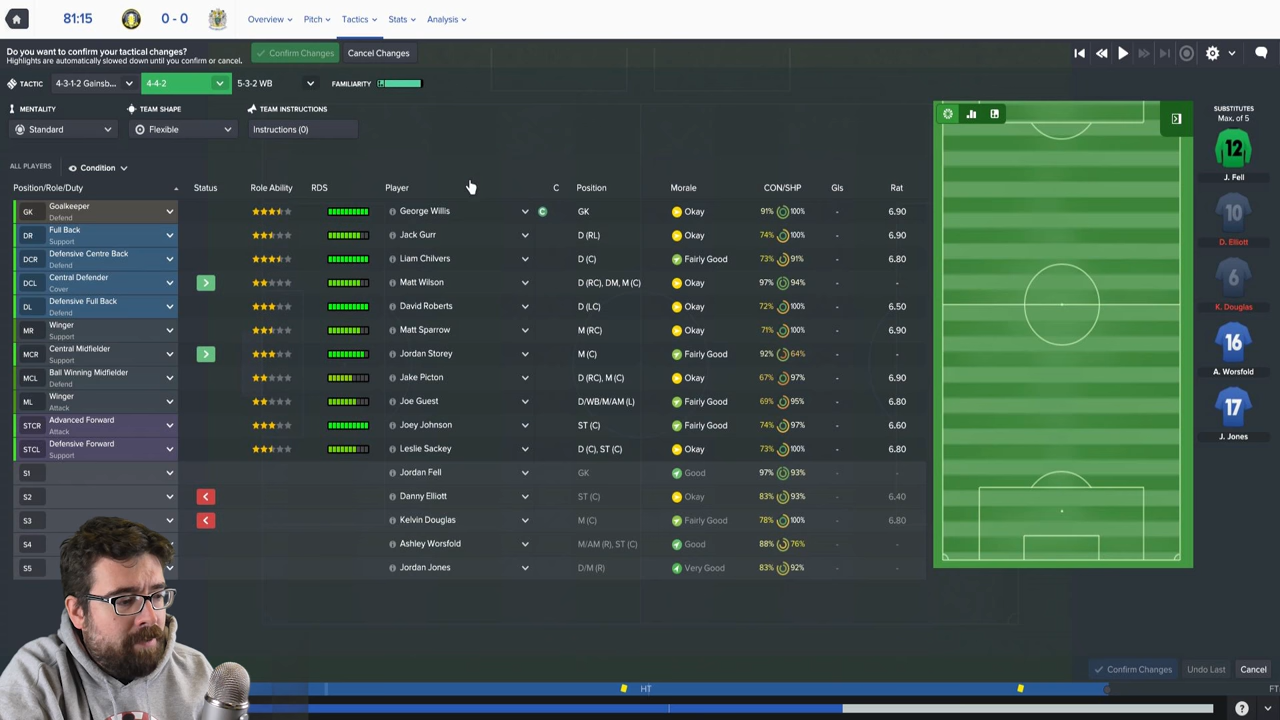 81:15
0 - 0
Overview
Pitch
Tactics
Stats
Analysis
Do you want to confirm your tactical changes?
Highlights are automatically slowed down until you confirm or cancel.
Confirm Changes
Cancel Changes
TACTIC
4-3-1-2 Gainsb...
4-4-2
5-3-2 WB
FAMILIARITY
MENTALITY
TEAM SHAPE
TEAM INSTRUCTIONS
Standard
Flexible
Instructions (0)
SUBSTITUTES
Max. of 5
ALL PLAYERS
Condition
Position/Role/Duty Status Role Ability RDS Player C Position Morale CON/SHP Gls Rat
GK Goalkeeper Defend George Willis C GK Okay 91% 100% - 6.90
DR Full Back Support Jack Gurr D (RL) Okay 74% 100% - 6.90
DCR Defensive Centre Back Defend Liam Chilvers D (C) Fairly Good 73% 91% - 6.80
DCL Central Defender Cover Matt Wilson D (RC), DM, M (C) Okay 97% 94% - -
DL Defensive Full Back Defend David Roberts D (LC) Okay 72% 100% - 6.50
MR Winger Support Matt Sparrow M (RC) Okay 71% 100% - 6.90
MCR Central Midfielder Support Jordan Storey M (C) Fairly Good 92% 64% - -
MCL Ball Winning Midfielder Defend Jake Picton D (RC), M (C) Okay 67% 97% - 6.90
ML Winger Attack Joe Guest D/WB/M/AM (L) Fairly Good 69% 95% - 6.80
STCR Advanced Forward Attack Joey Johnson ST (C) Fairly Good 74% 97% - 6.60
STCL Defensive Forward Support Leslie Sackey D (C), ST (C) Okay 73% 100% - 6.80
S1 Jordan Fell GK Good 97% 93% - -
S2 Danny Elliott ST (C) Okay 83% 93% - 6.40
S3 Kelvin Douglas M (C) Fairly Good 78% 100% - 6.80
S4 Ashley Worsfold M/AM (R), ST (C) Good 88% 76% - -
S5 Jordan Jones D/M (R) Very Good 83% 92% - -
12
J. Fell
10
D. Elliott
6
K. Douglas
16
A. Worsfold
17
J. Jones
Confirm Changes
Undo Last
Cancel
HT
FT